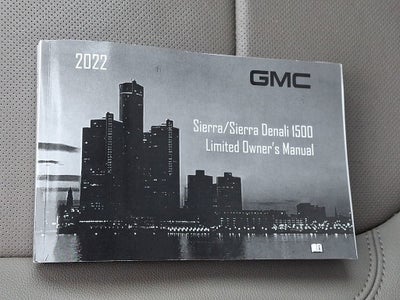 2022
GMC
Sierra/Sierra Denali 1500
Limited Owner's Manual